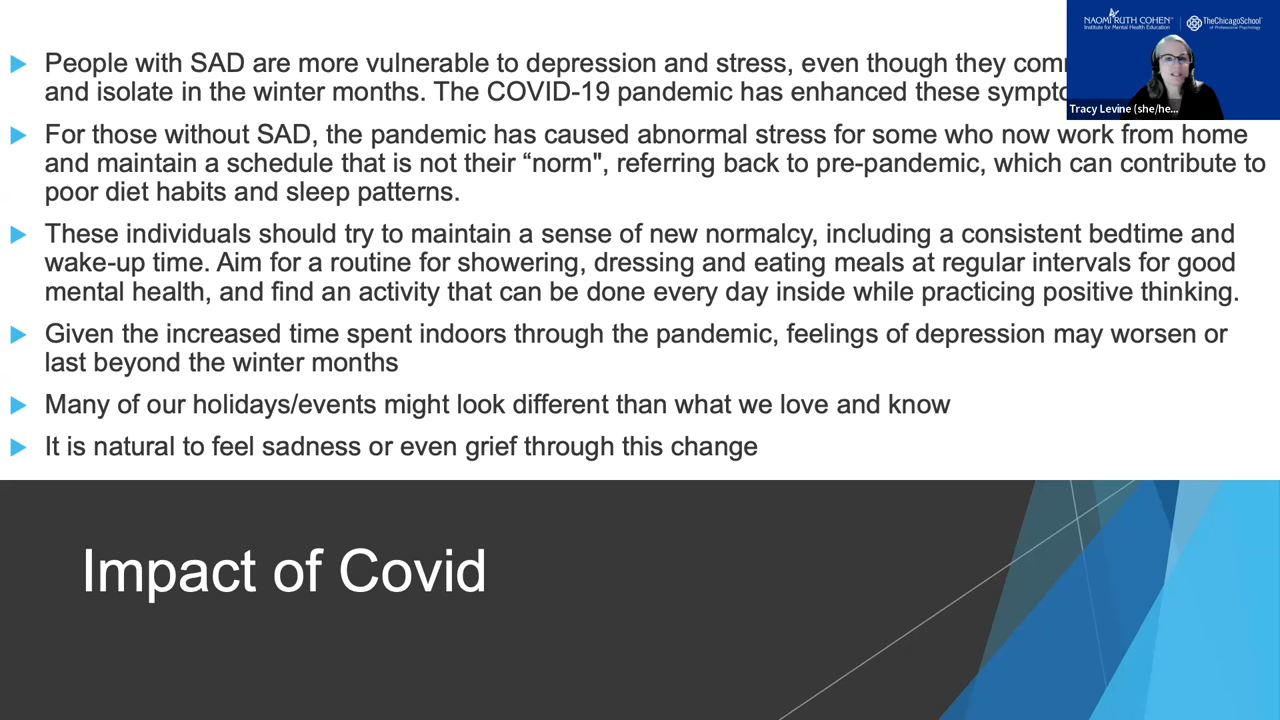 People with SAD are more vulnerable to depression and stress, even though they
and isolate in the winter months. The COVID-19 pandemic has enhanced these
For those without SAD, the pandemic has caused abnormal stress for some who now work from home
and maintain a schedule that is not their “norm", referring back to pre-pandemic, which can contribute to
poor diet habits and sleep patterns.
These individuals should try to maintain a sense of new normalcy, including a consistent bedtime and
wake-up time. Aim for a routine for showering, dressing and eating meals at regular intervals for good
mental health, and find an activity that can be done every day inside while practicing positive thinking.
Given the increased time spent indoors through the pandemic, feelings of depression may worsen or
last beyond the winter months
Many of our holidays/events might look different than what we love and know
It is natural to feel sadness or even grief through this change
Impact of Covid
NAOMI RUTH COHEN
Institute for Mental Health Education
TheChicagoSchool
of Professional Psychology
Tracy Levine (she/he...